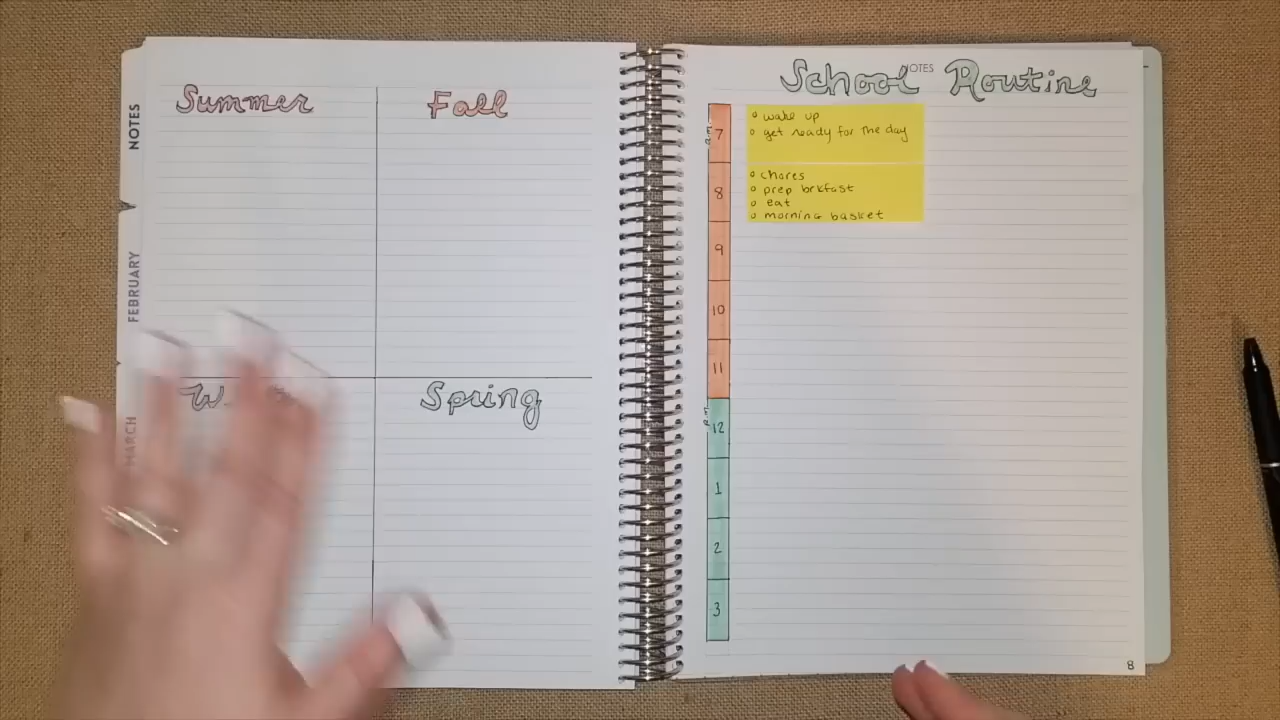 NOTES
FEBRUARY
MARCH
Summer
Fall
Spring
NOTES
School Routine
a.m.
7
8
9
10
11
p.m.
12
1
2
3
o wake up
o get ready for the day
o chores
o prep brkfast
o eat
o morning basket
8